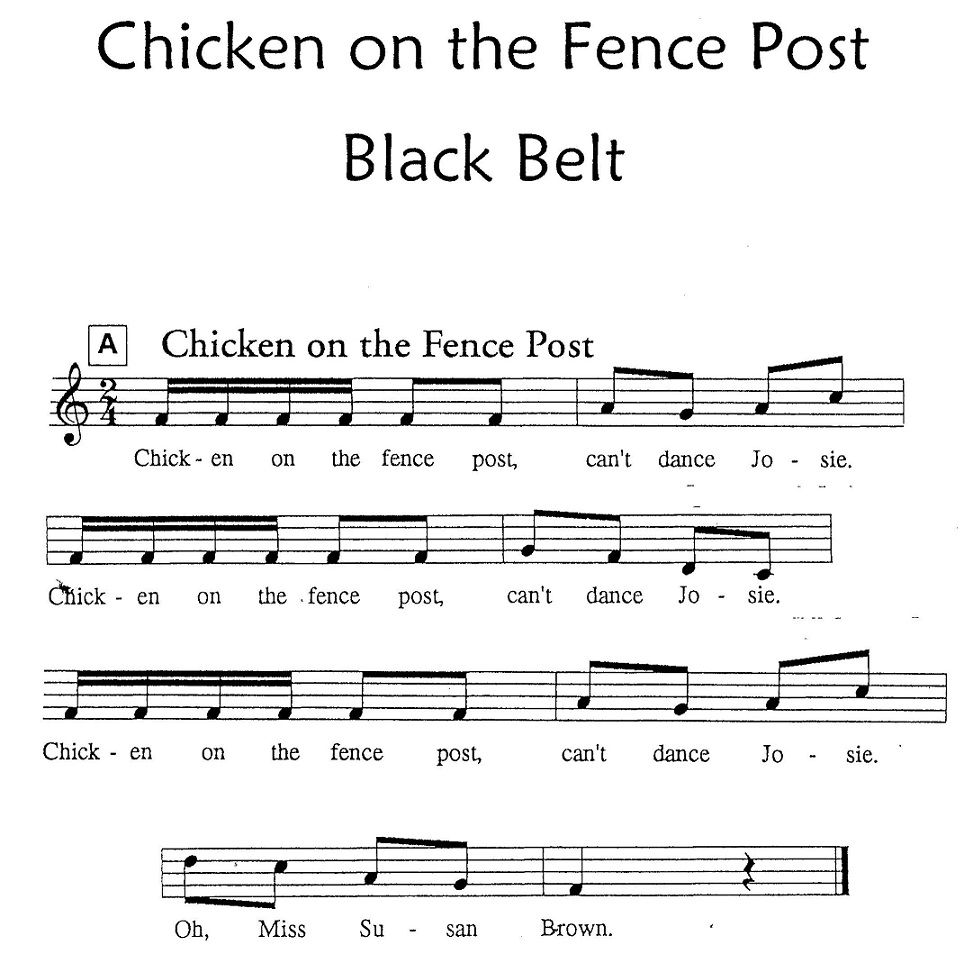 Chicken on the Fence Post
Black Belt
A Chicken on the Fence Post
2
4
Chick - en on the fence post, can't dance Jo - sie.
Chick - en on the fence post, can't dance Jo - sie.
Chick - en on the fence post, can't dance Jo - sie.
Oh, Miss Su - san Brown.